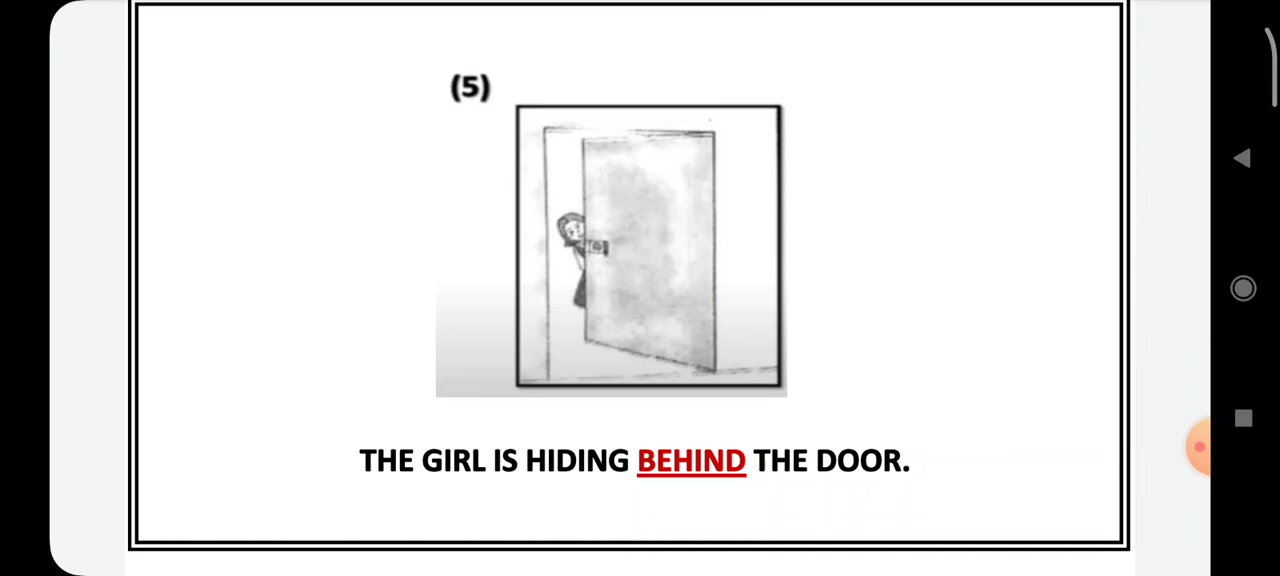 (5)
THE GIRL IS HIDING BEHIND THE DOOR.